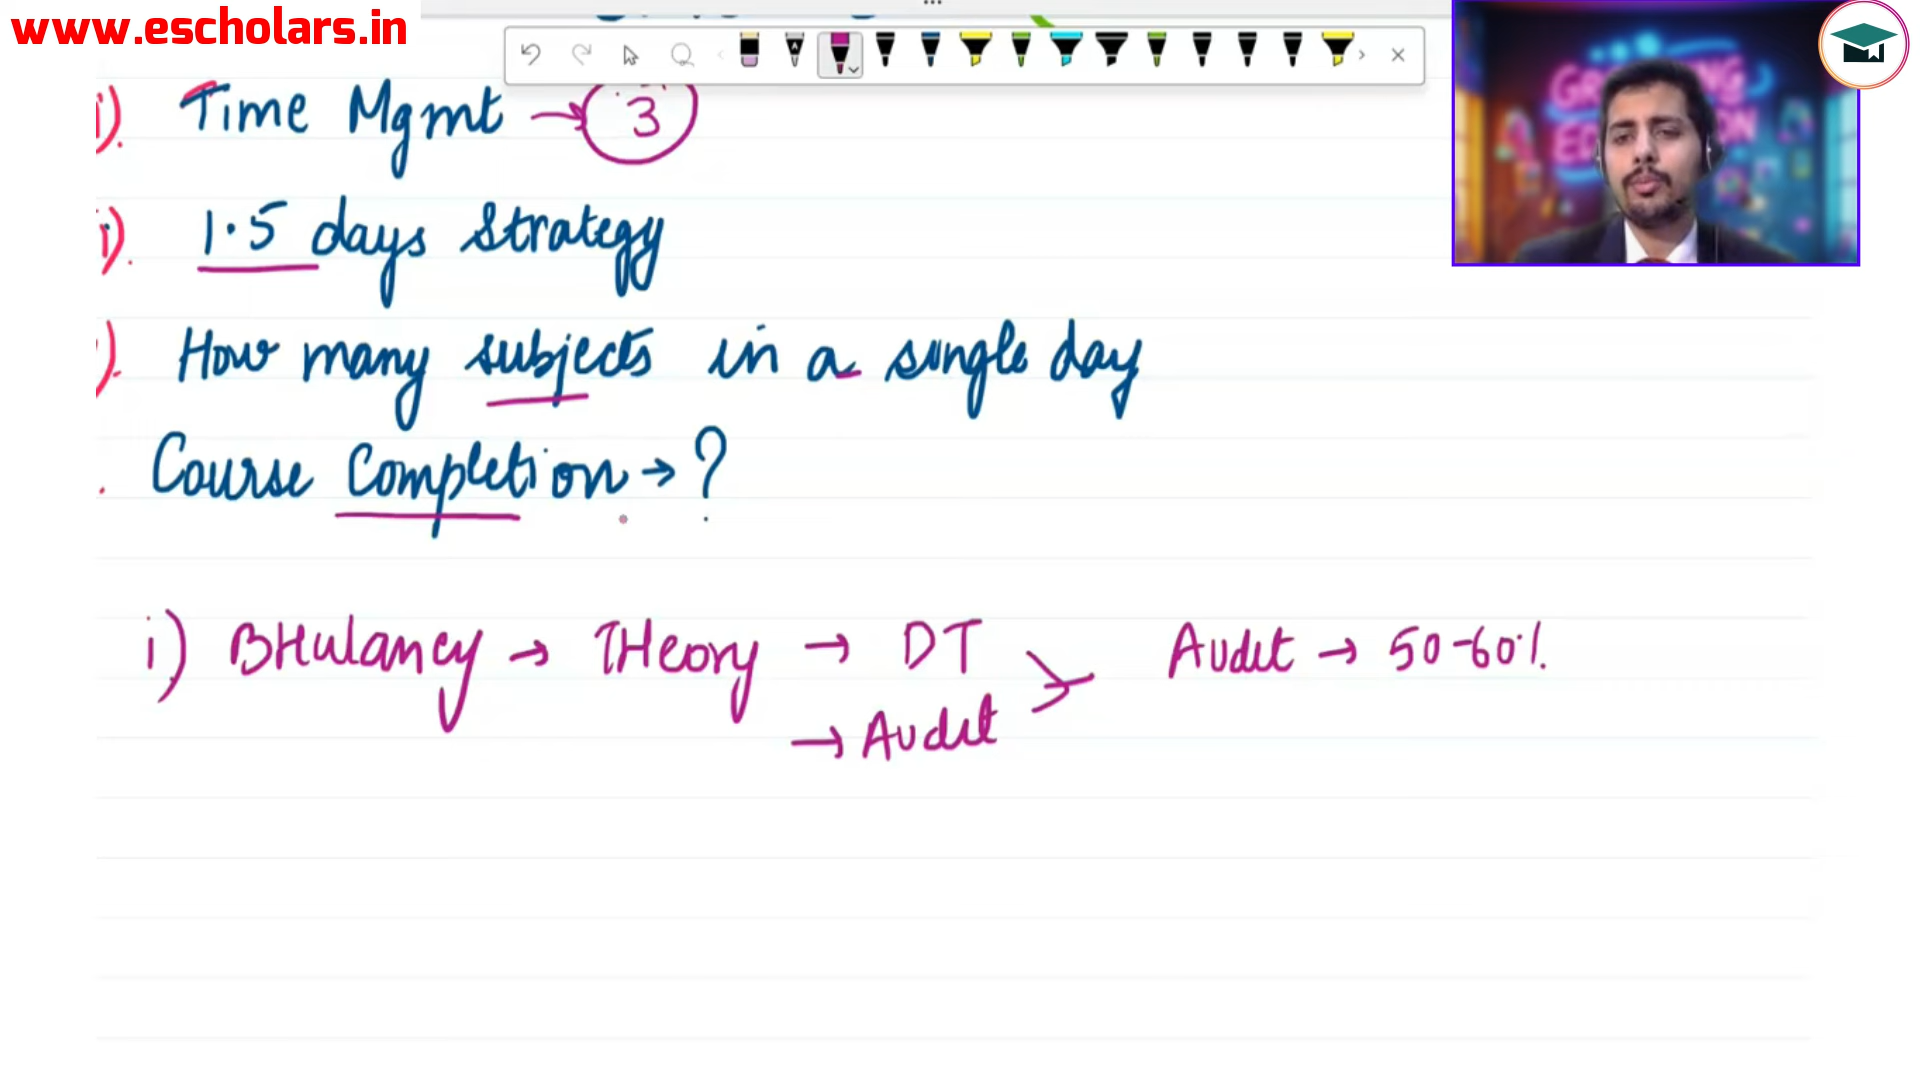 www.escholars.in
i). Time Mgmt → 3
i). 1.5 days Strategy
). How many subjects in a single day
. Course Completion → ?
i) BHulancy → THeory → DT
→ Audit
Audit → 50-60%.